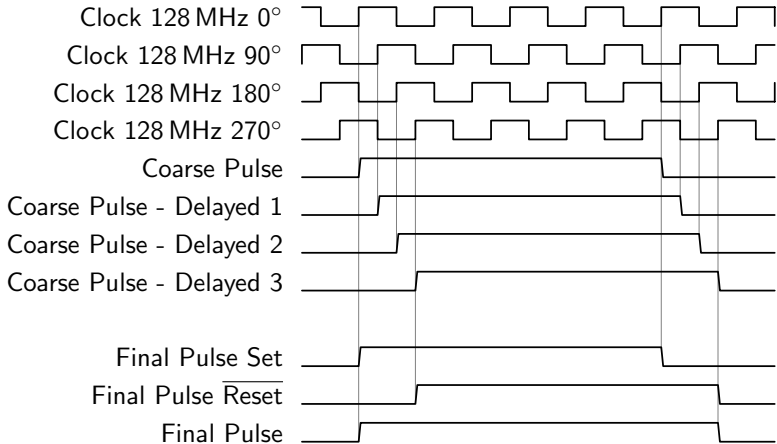 Clock 128 MHz 0°
Clock 128 MHz 90°
Clock 128 MHz 180°
Clock 128 MHz 270°
Coarse Pulse
Coarse Pulse - Delayed 1
Coarse Pulse - Delayed 2
Coarse Pulse - Delayed 3
Final Pulse Set
Final Pulse Reset
Final Pulse